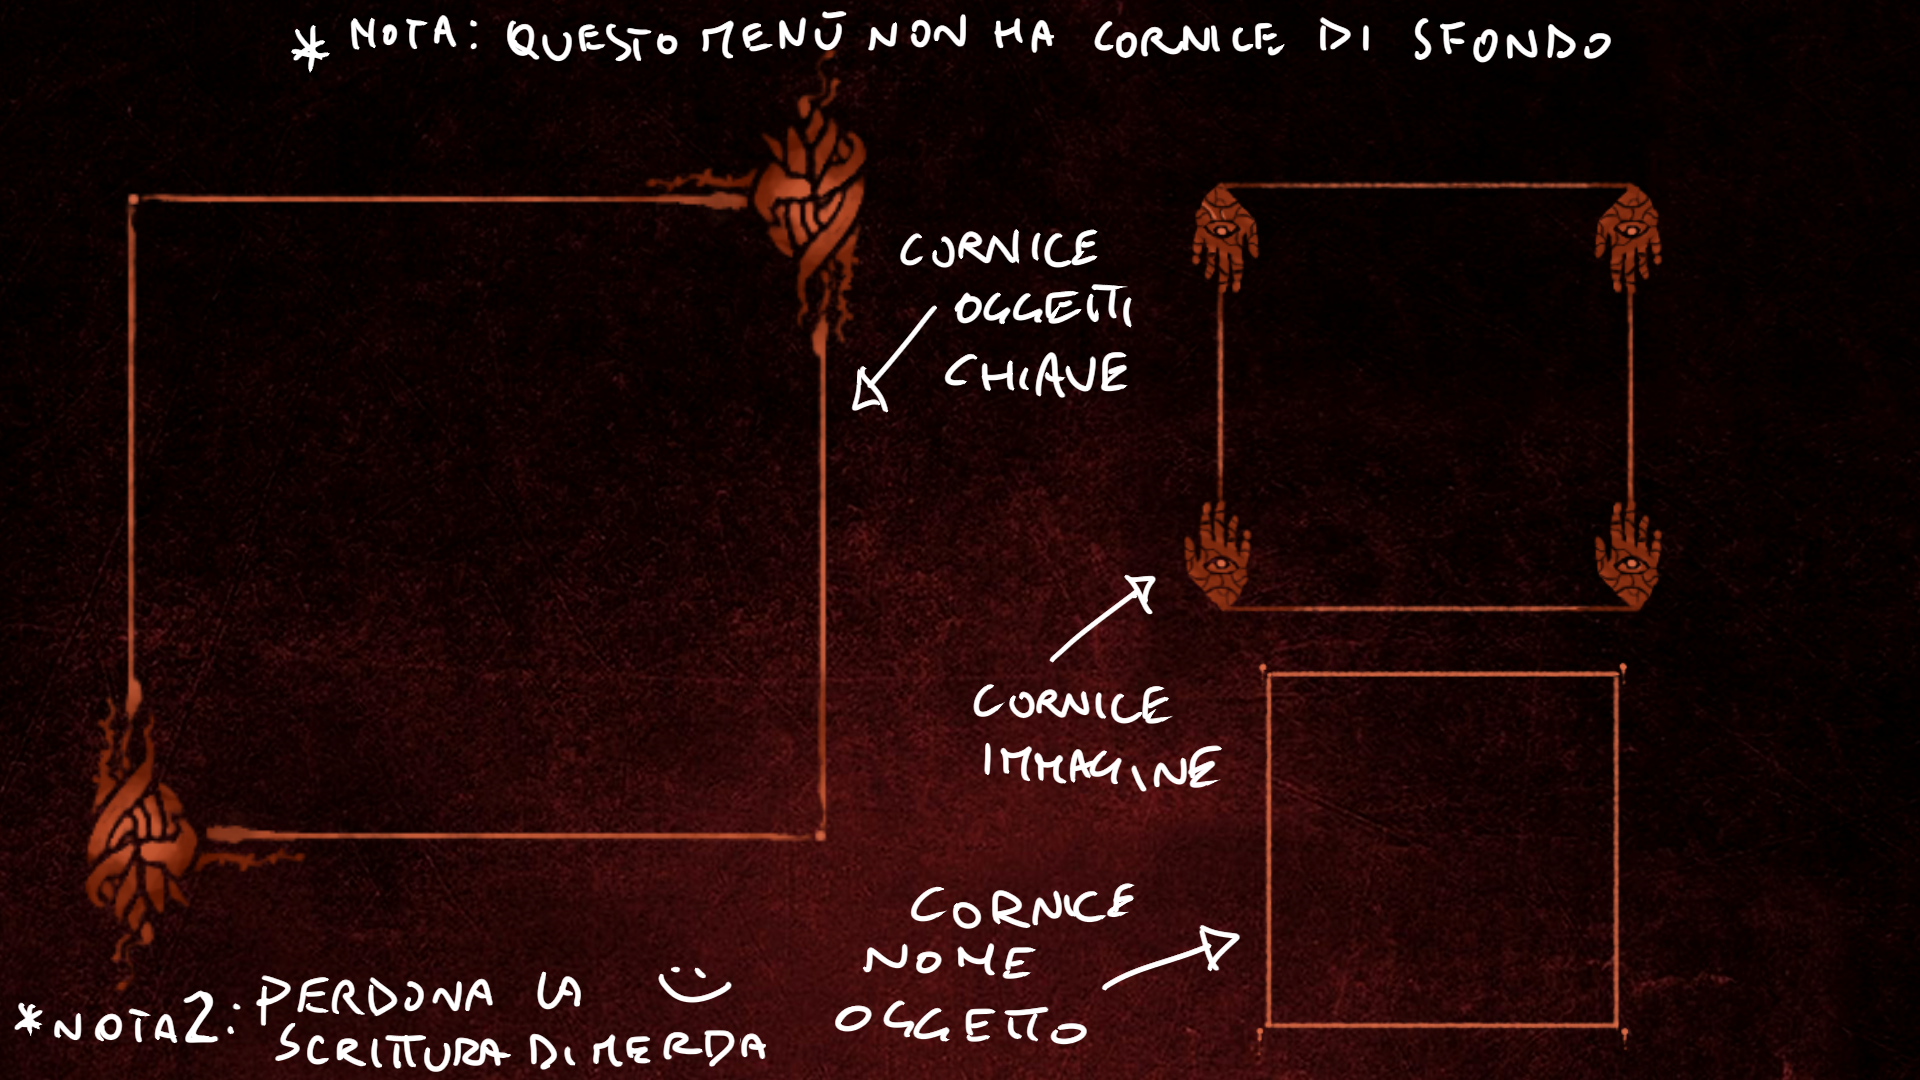 * NOTA: QUESTO MENÙ NON HA CORNICE DI SFONDO
CORNICE
OGGETTI
CHIAVE
CORNICE
IMMAGINE
CORNICE
NOME
OGGETTO
*NOTA2: PERDONA LA :)
SCRITTURA DI MERDA